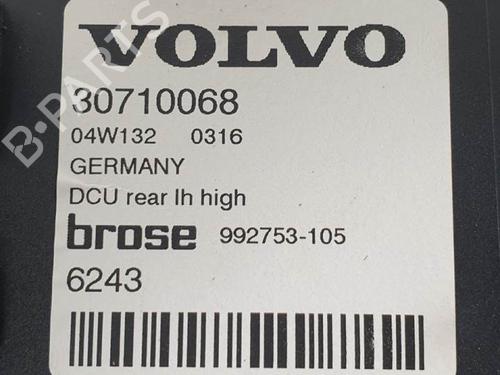 VOLVO
30710068
04W132 0316
GERMANY
DCU rear lh high
brose 992753-105
6243
B-PARTS